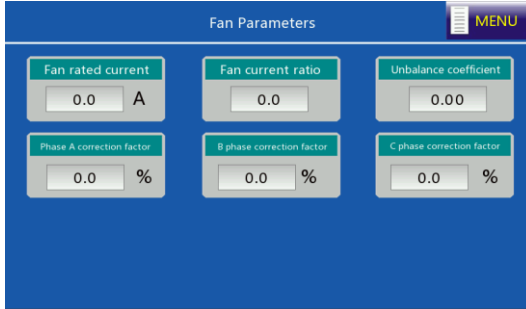 Fan Parameters
MENU
Fan rated current
0.0 A
Fan current ratio
0.0
Unbalance coefficient
0.00
Phase A correction factor
0.0 %
B phase correction factor
0.0 %
C phase correction factor
0.0 %